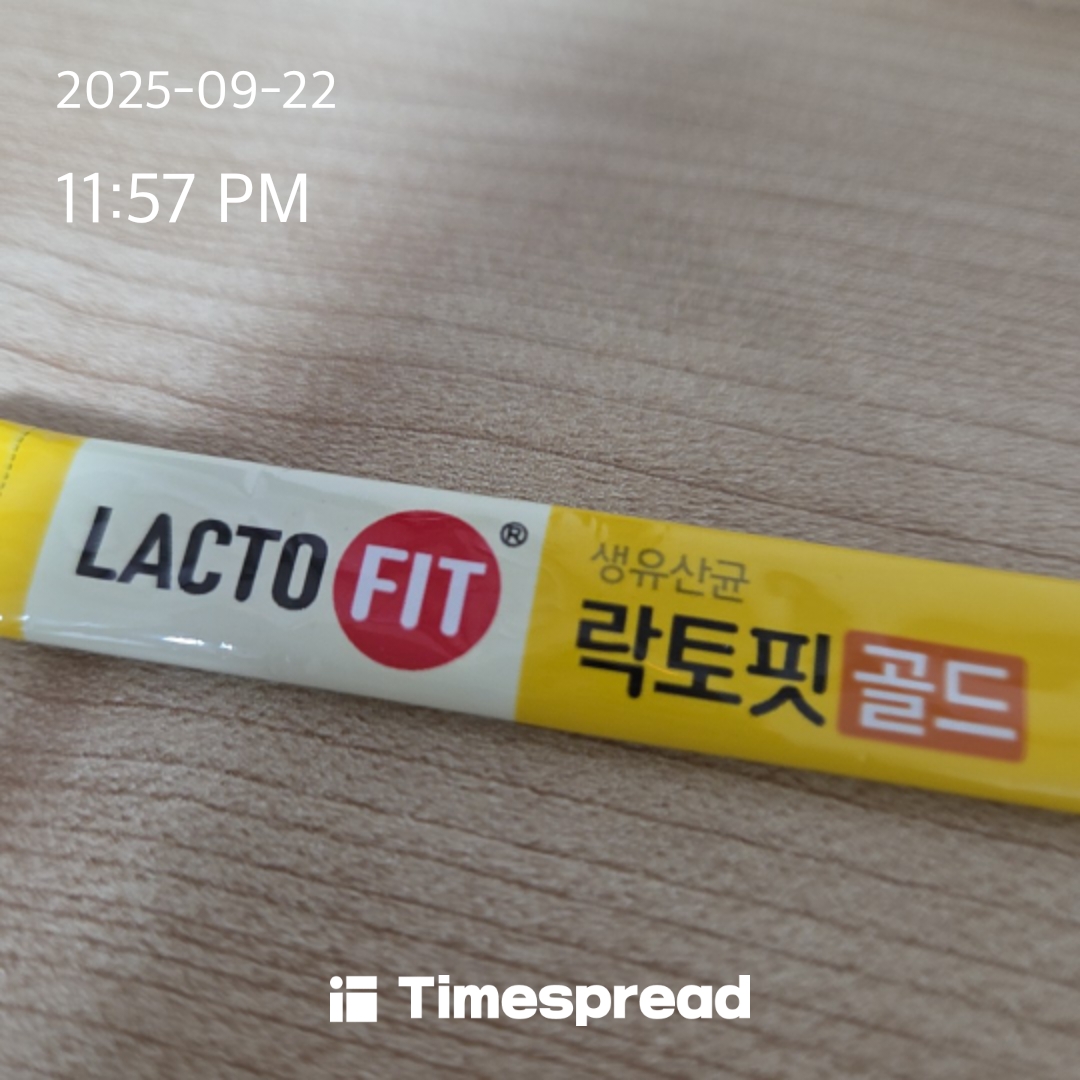 2025-09-22
11:57 PM
LACTO FIT®
생유산균
락토핏 골드
Timespread